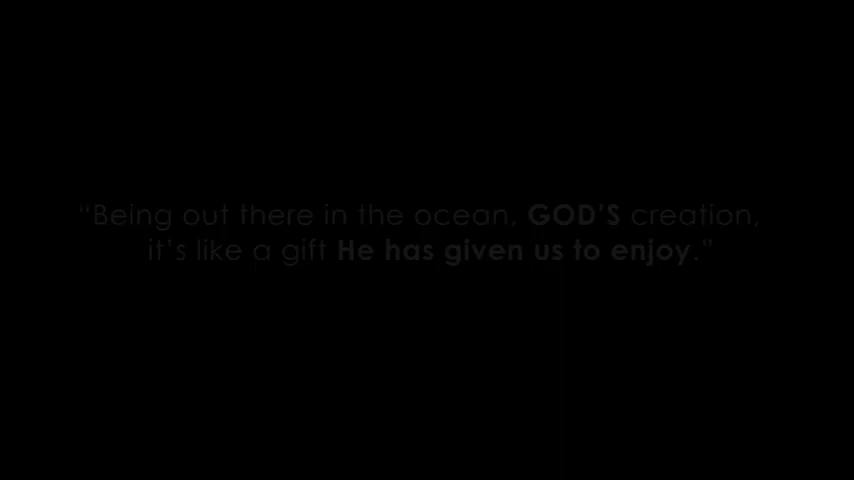 “Being out there in the ocean, GOD'S creation,
it’s like a gift He has given us to enjoy.”